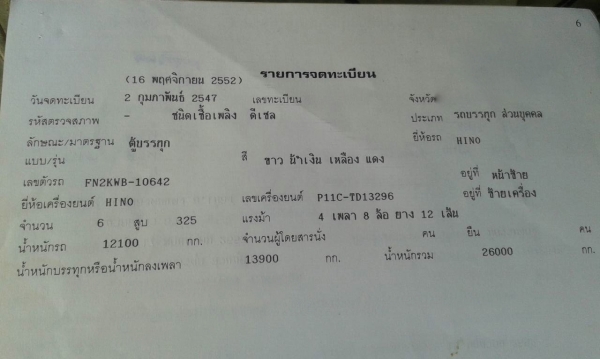 6
(16 พฤศจิกายน 2552) รายการจดทะเบียน
วันจดทะเบียน 2 กุมภาพันธ์ 2547 เลขทะเบียน จังหวัด
รหัสตรวจสภาพ - ชนิดเชื้อเพลิง ดีเซล ประเภท รถบรรทุก ส่วนบุคคล
ลักษณะ/มาตรฐาน ตู้บรรทุก ยี่ห้อรถ HINO
แบบ/รุ่น สี ขาว น้ำเงิน เหลือง แดง
เลขตัวรถ FN2KWB-10642 อยู่ที่ หน้าซ้าย
ยี่ห้อเครื่องยนต์ HINO เลขเครื่องยนต์ P11C-TD13296 อยู่ที่ ซ้ายเครื่อง
จำนวน 6 สูบ 325 แรงม้า 4 เพลา 8 ล้อ ยาง 12 เส้น
น้ำหนักรถ 12100 กก. จำนวนผู้โดยสารนั่ง คน ยืน คน
น้ำหนักบรรทุกหรือน้ำหนักลงเพลา 13900 กก. น้ำหนักรวม 26000 กก.